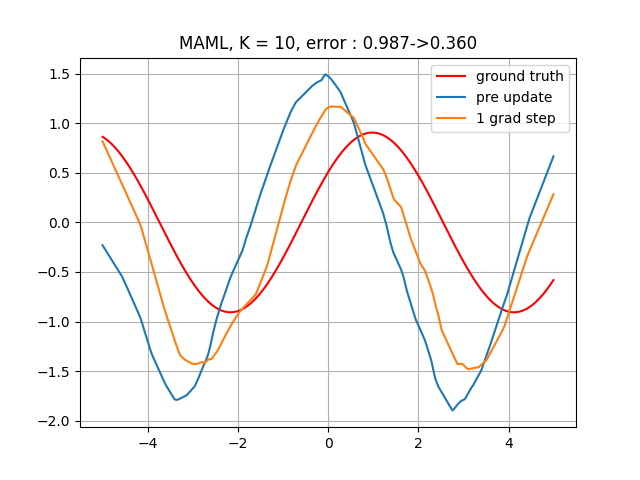 MAML, K = 10, error : 0.987->0.360
ground truth
pre update
1 grad step
1.5
1.0
0.5
0.0
−0.5
−1.0
−1.5
−2.0
−4 −2 0 2 4